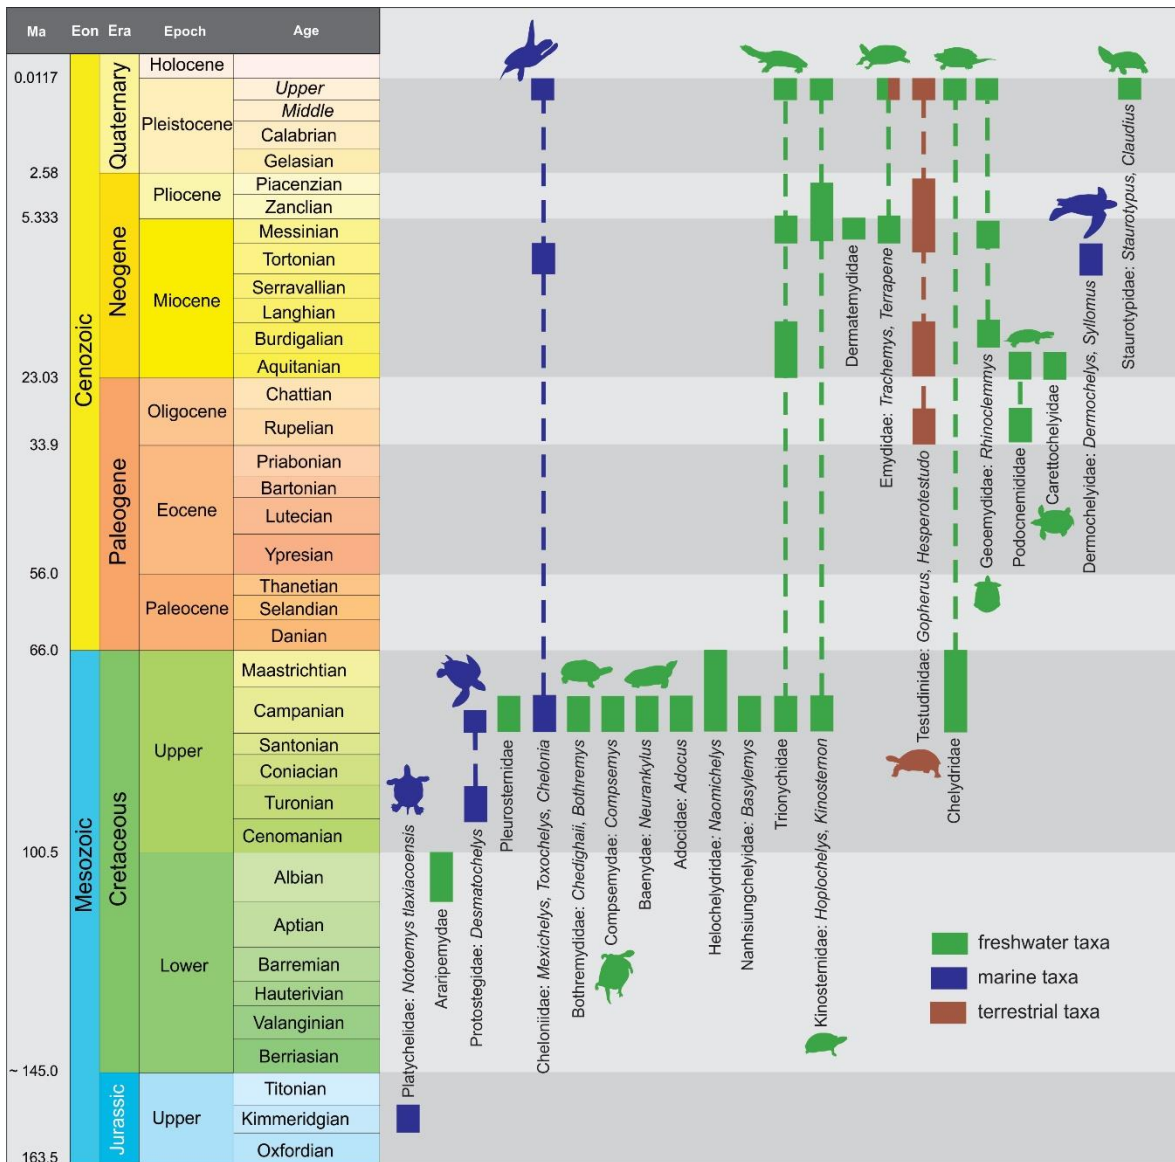 Ma Eon Era Epoch Age
Holocene
0.0117
Upper
Middle
Pleistocene
Calabrian
Gelasian
Quaternary
2.58
Piacenzian
Pliocene
Zanclian
5.333
Messinian
Tortonian
Serravallian
Miocene
Langhian
Burdigalian
Aquitanian
Neogene
23.03
Chattian
Oligocene
Rupelian
33.9
Priabonian
Bartonian
Eocene
Lutecian
Ypresian
56.0
Thanetian
Paleocene
Selandian
Danian
Paleogene
Cenozoic
66.0
Maastrichtian
Campanian
Upper
Santonian
Coniacian
Turonian
Cenomanian
100.5
Albian
Aptian
Lower
Barremian
Hauterivian
Valanginian
Berriasian
Cretaceous
~ 145.0
Titonian
Upper
Kimmeridgian
Oxfordian
Jurassic
Mesozoic
163.5
Platychelidae: Notoemys tlaxiacoensis
Araripemydae
Protostegidae: Desmatochelys
Pleurosternidae
Cheloniidae: Mexichelys, Toxochelys, Chelonia
Bothremydidae: Chedighaii, Bothremys
Compsemydae: Compsemys
Baenydae: Neurankylus
Adocidae: Adocus
Helochelydridae: Naomichelys
Nanhsiungchelyidae: Basylemys
Trionychidae
Kinosternidae: Hoplochelys, Kinosternon
Dermatemydidae
Emydidae: Trachemys, Terrapene
Testudinidae: Gopherus, Hesperotestudo
Chelydridae
Geoemydidae: Rhinoclemmys
Podocnemididae
Carettochelyidae
Dermochelyidae: Dermochelys, Syllomus
Staurotypidae: Staurotypus, Claudius
freshwater taxa
marine taxa
terrestrial taxa